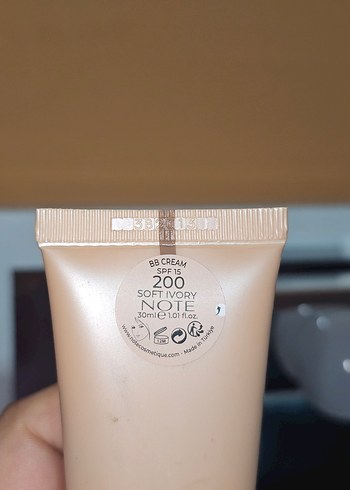 BB CREAM
SPF 15
200
SOFT IVORY
NOTE
30ml e 1.01 fl.oz.
12M
www.notecosmetique.com - Made in Türkiye